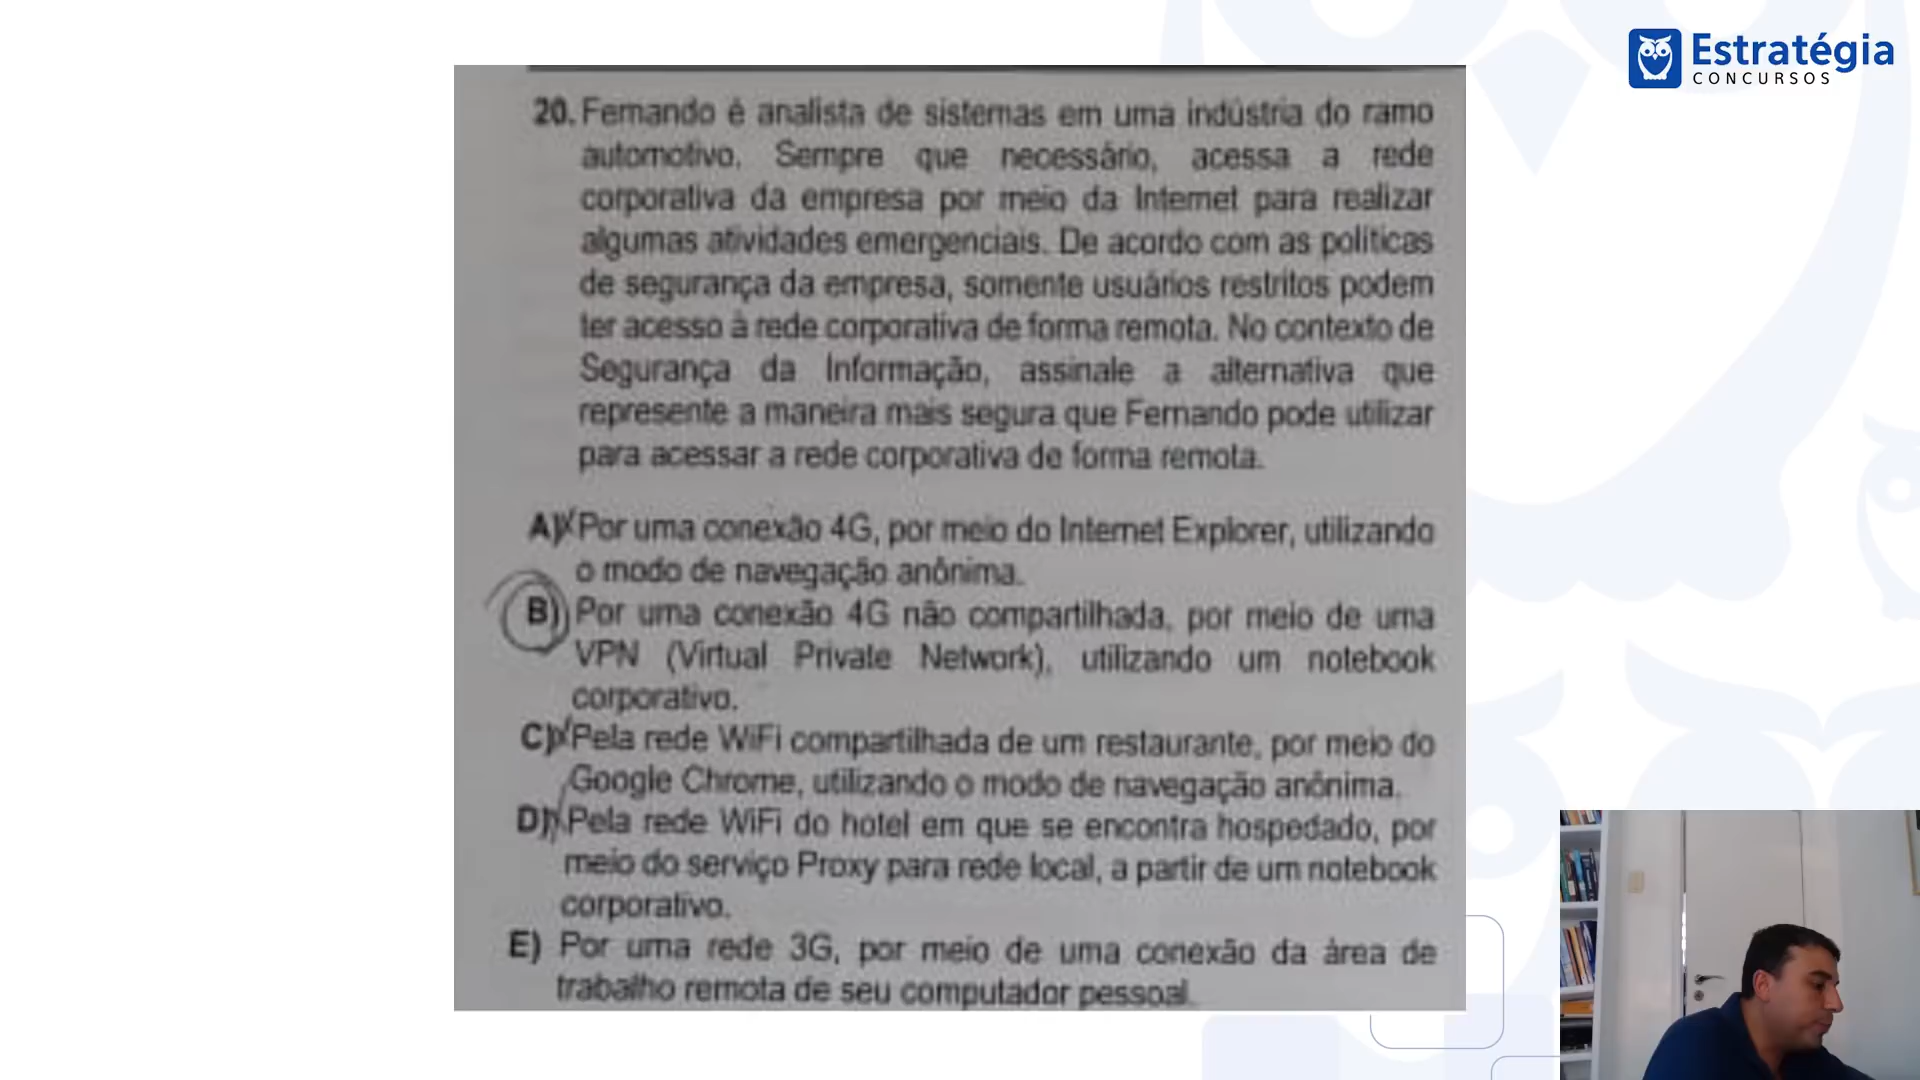 Estratégia
CONCURSOS
20. Fernando é analista de sistemas em uma indústria do ramo
automotivo. Sempre que necessário, acessa a rede
corporativa da empresa por meio da Internet para realizar
algumas atividades emergenciais. De acordo com as políticas
de segurança da empresa, somente usuários restritos podem
ter acesso à rede corporativa de forma remota. No contexto de
Segurança da Informação, assinale a alternativa que
represente a maneira mais segura que Fernando pode utilizar
para acessar a rede corporativa de forma remota.
A) Por uma conexão 4G, por meio do Internet Explorer, utilizando
o modo de navegação anônima.
B) Por uma conexão 4G não compartilhada, por meio de uma
VPN (Virtual Private Network), utilizando um notebook
corporativo.
C) Pela rede WiFi compartilhada de um restaurante, por meio do
Google Chrome, utilizando o modo de navegação anônima.
D) Pela rede WiFi do hotel em que se encontra hospedado, por
meio do serviço Proxy para rede local, a partir de um notebook
corporativo.
E) Por uma rede 3G, por meio de uma conexão da área de
trabalho remota de seu computador pessoal.